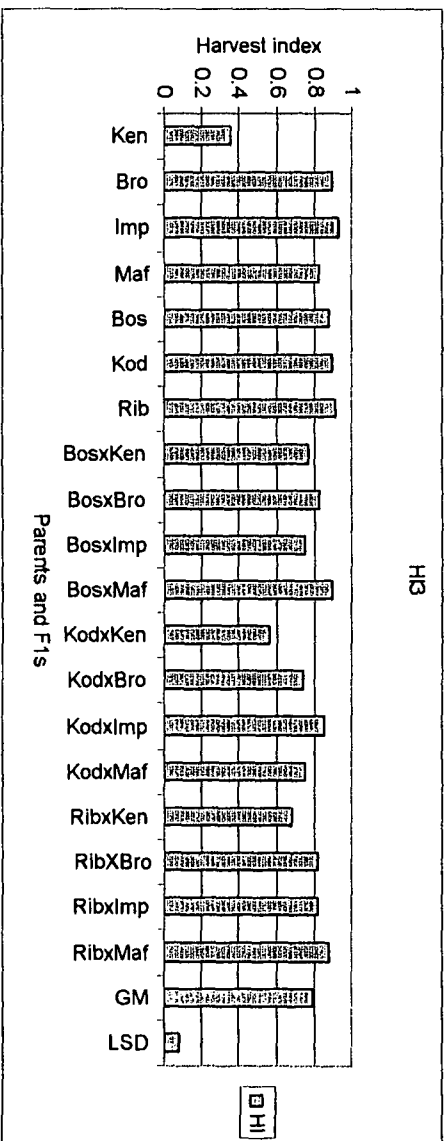 HI3
Harvest index
1
0.8
0.6
0.4
0.2
0
Ken
Bro
Imp
Maf
Bos
Kod
Rib
BosxKen
BosxBro
BosxImp
BosxMaf
KodxKen
KodxBro
KodxImp
KodxMaf
RibxKen
RibXBro
RibxImp
RibxMaf
GM
LSD
Parents and F1s
HI